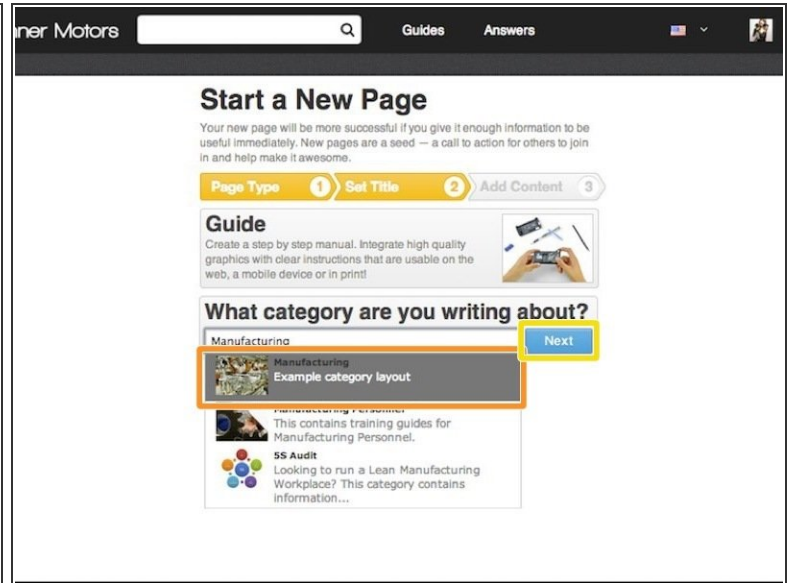 ner Motors
Guides
Answers
Start a New Page
Your new page will be more successful if you give it enough information to be
useful immediately. New pages are a seed — a call to action for others to join
in and help make it awesome.
Page Type 1 Set Title 2 Add Content 3
Guide
Create a step by step manual. Integrate high quality
graphics with clear instructions that are usable on the
web, a mobile device or in print!
What category are you writing about?
Manufacturing
Next
Manufacturing
Example category layout
Manufacturing Personnel
This contains training guides for
Manufacturing Personnel.
5S Audit
Looking to run a Lean Manufacturing
Workplace? This category contains
information...